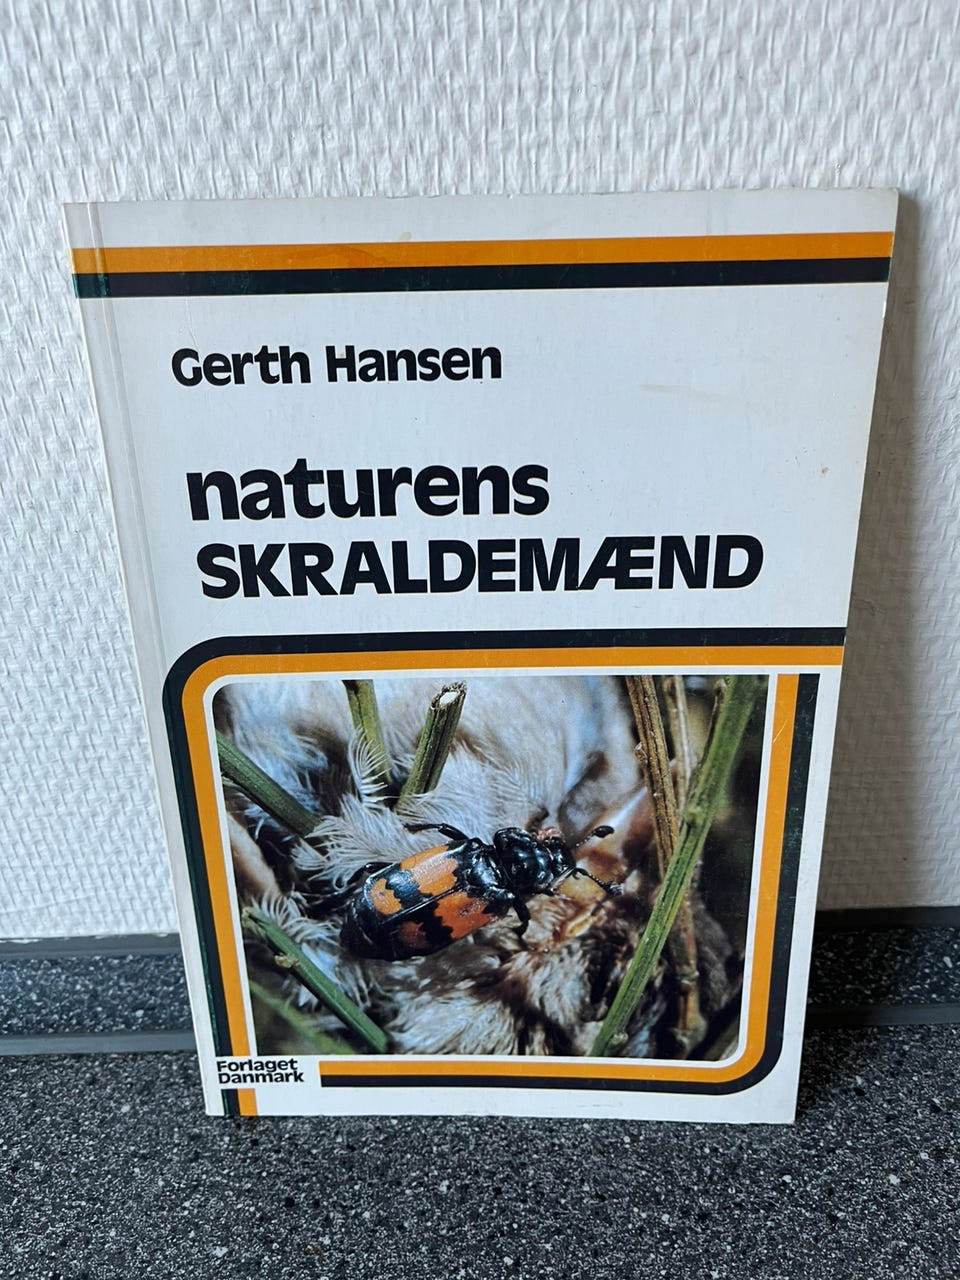 Gerth Hansen
naturens
SKRALDEMÆND
Forlaget
Danmark